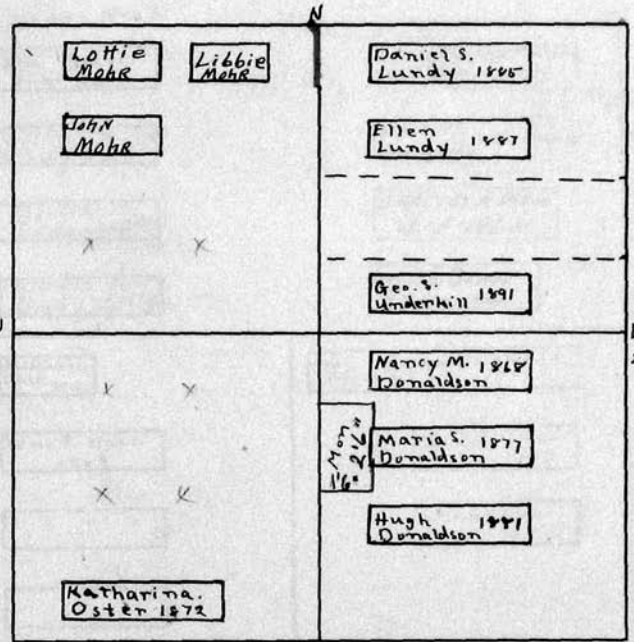 N
Lottie
Mohr
Libbie
Mohr
John
Mohr
Daniel S.
Lundy 1885
Ellen
Lundy 1887
Geo. S. 1891
Underhill
Nancy M. 1868
Donaldson
Mon
1'6" 2'6"
Maria S. 1877
Donaldson
Hugh 1881
Donaldson
Katharina.
Oster 1872